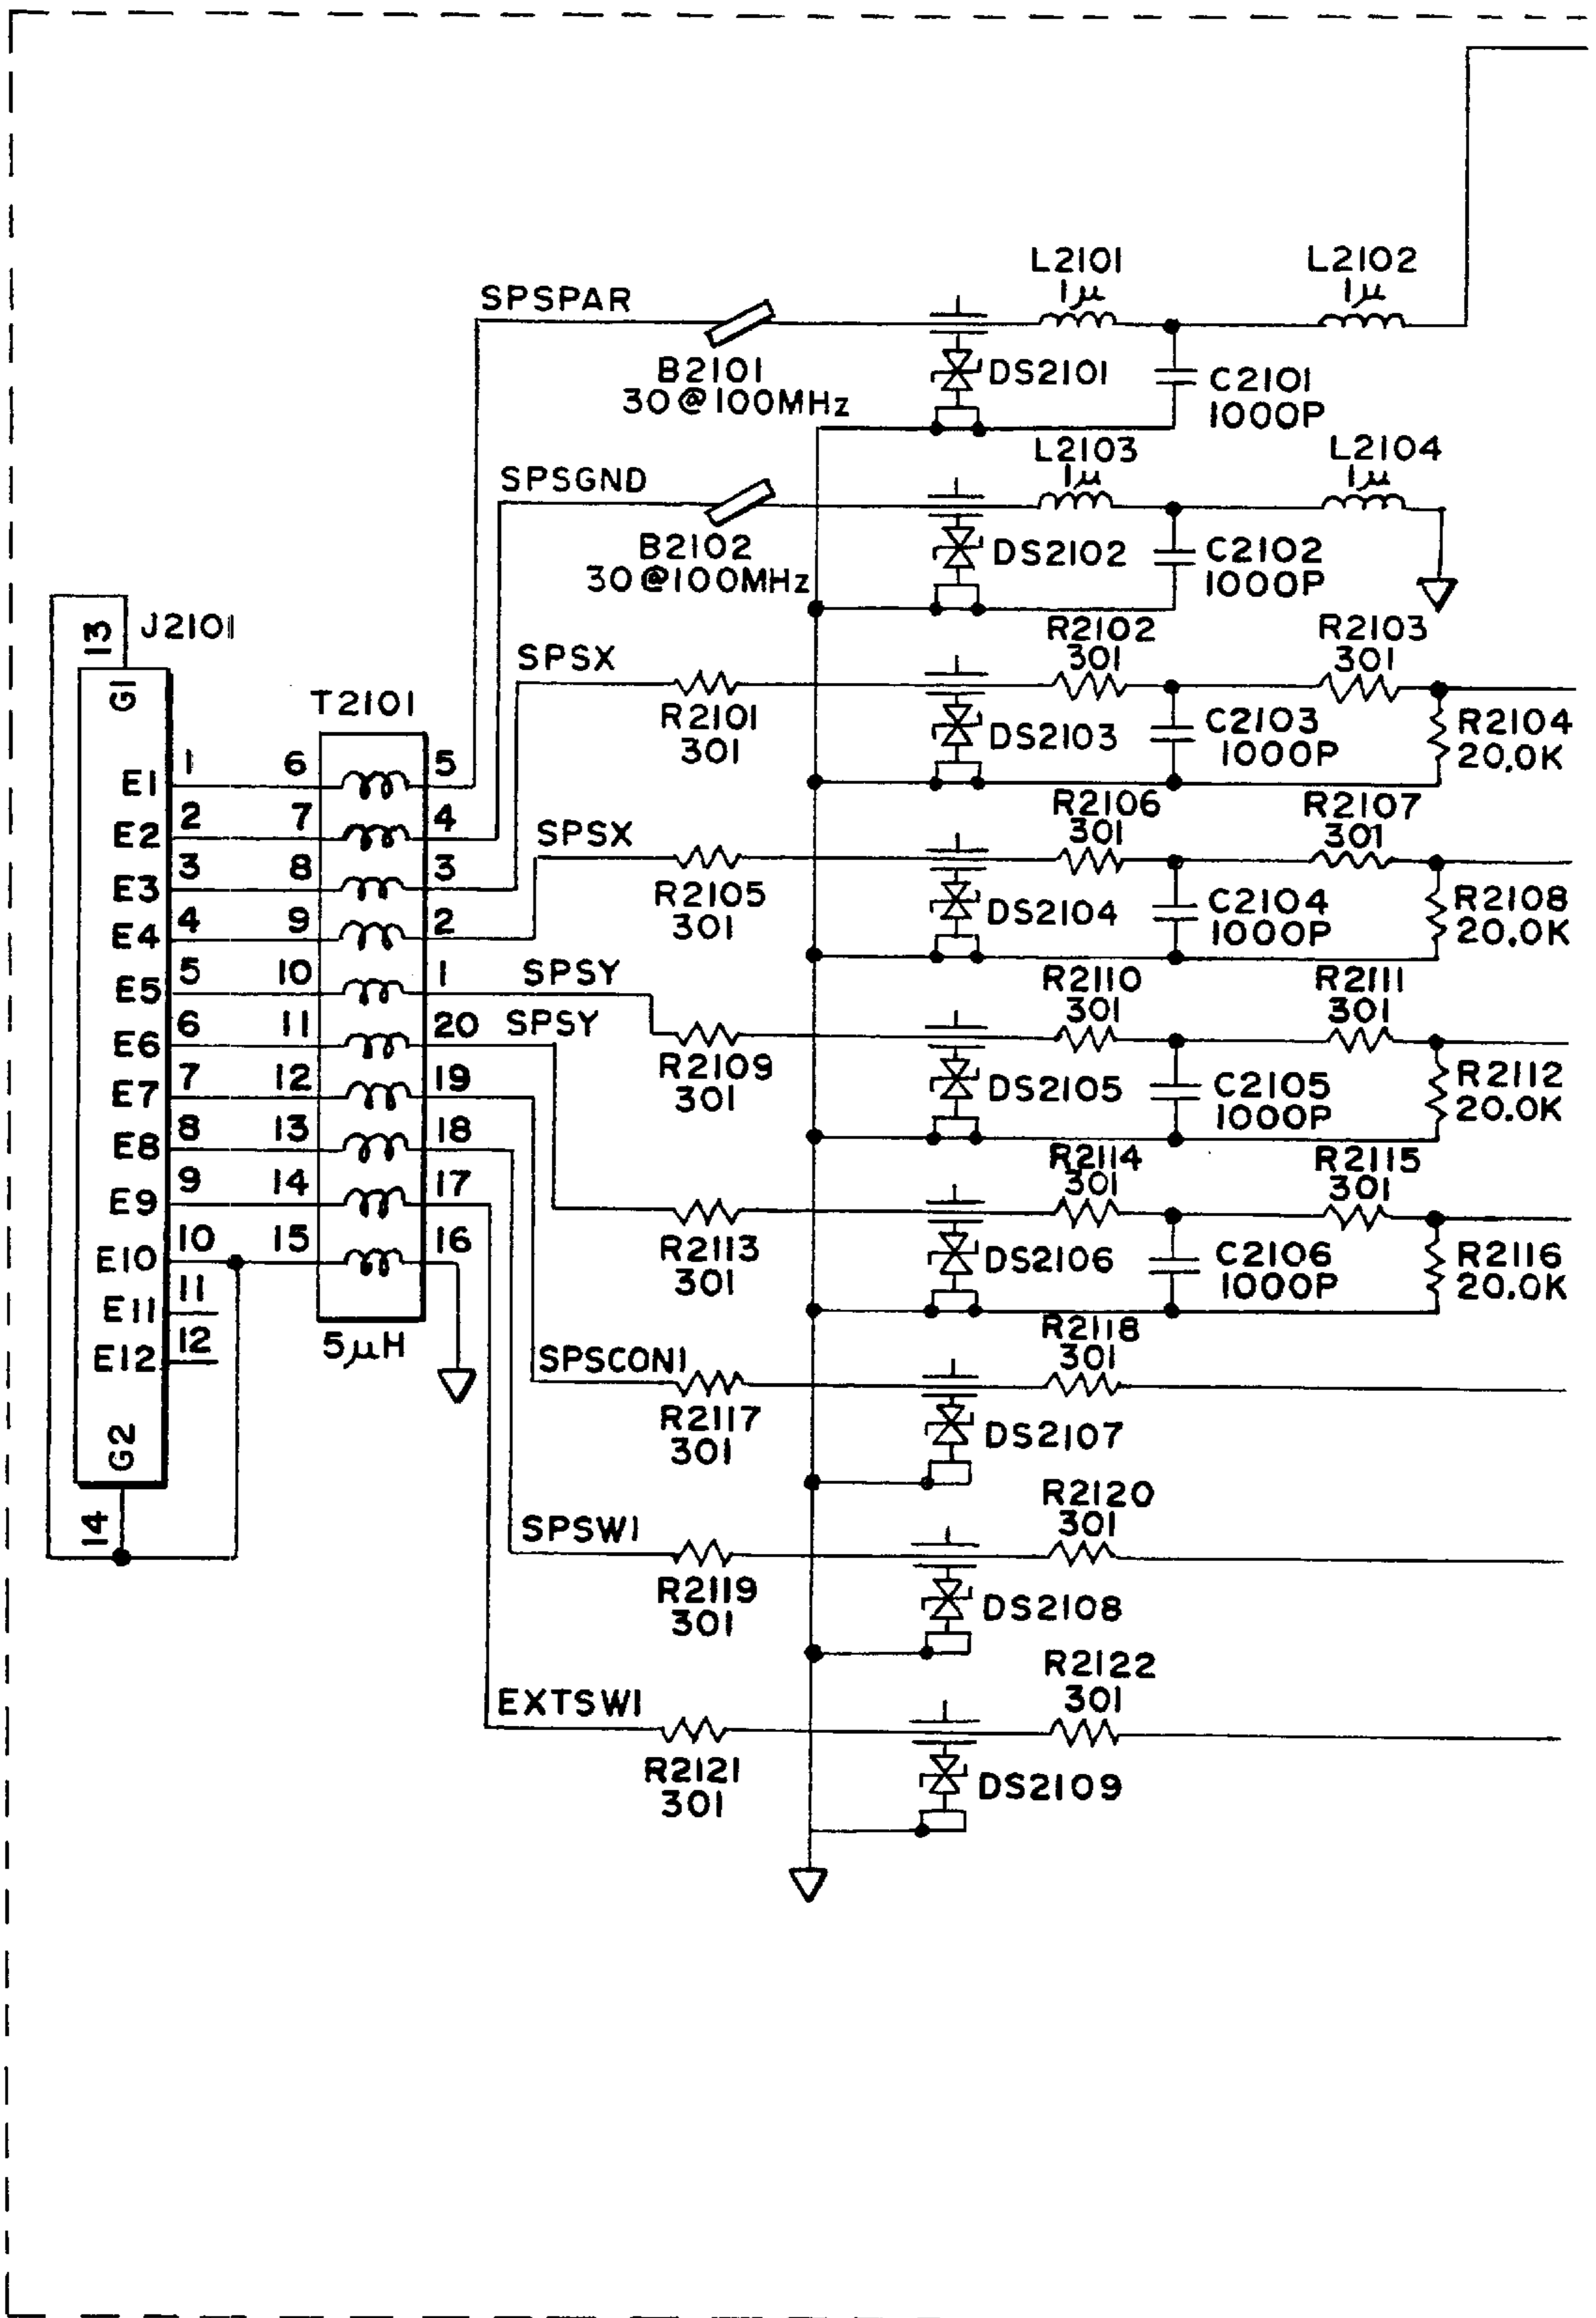 L2101
1μ
L2102
1μ
SPSPAR
B2101
30@100MHz
DS2101
C2101
1000P
SPSGND
L2103
1μ
L2104
1μ
B2102
30@100MHz
DS2102
C2102
1000P
J2101
13
G1
SPSX
R2101
301
R2102
301
R2103
301
DS2103
C2103
1000P
R2104
20.0K
T2101
E1 1 6 5
E2 2 7 4
E3 3 8 3
E4 4 9 2
E5 5 10 1
E6 6 11 20
E7 7 12 19
E8 8 13 18
E9 9 14 17
E10 10 15 16
E11 11
E12 12
5μH
G2
14
SPSX
R2105
301
R2106
301
R2107
301
DS2104
C2104
1000P
R2108
20.0K
SPSY
R2109
301
R2110
301
R2111
301
DS2105
C2105
1000P
R2112
20.0K
SPSY
R2113
301
R2114
301
R2115
301
DS2106
C2106
1000P
R2116
20.0K
SPSCON1
R2117
301
R2118
301
DS2107
SPSW1
R2119
301
R2120
301
DS2108
EXTSW1
R2121
301
R2122
301
DS2109